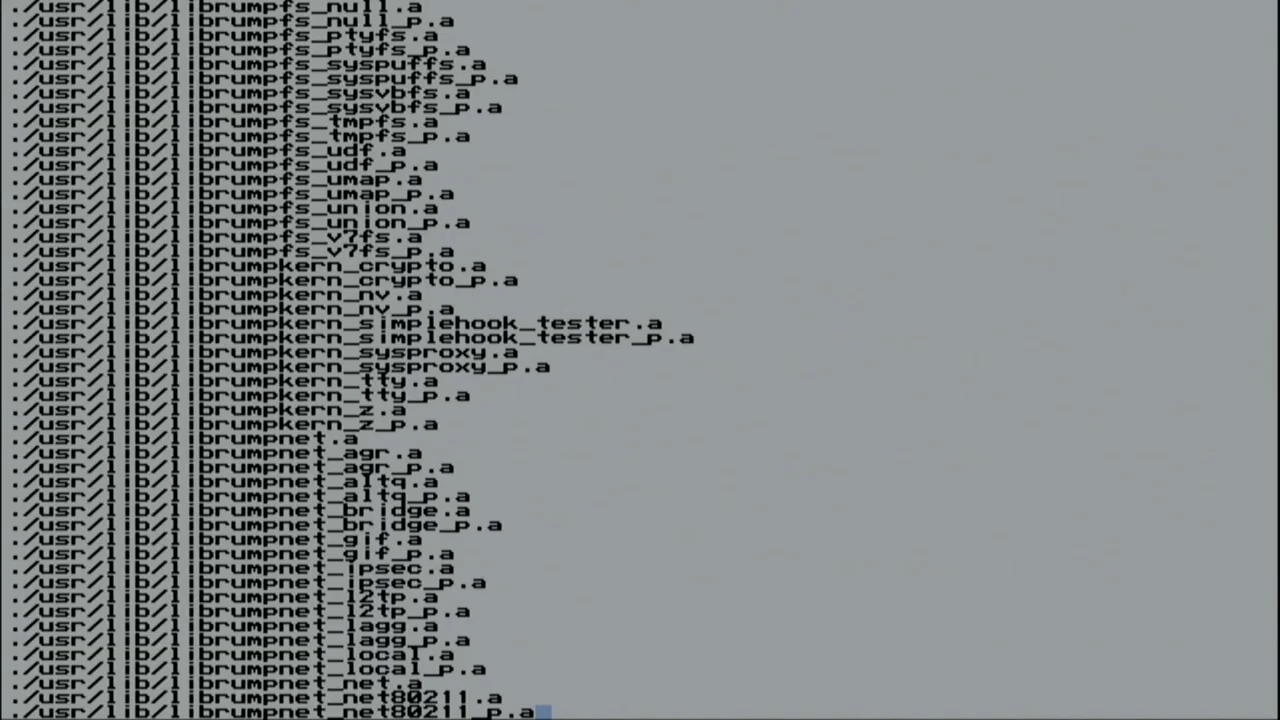 ./usr/lib/librumpfs_null.a
./usr/lib/librumpfs_null_p.a
./usr/lib/librumpfs_ptyfs.a
./usr/lib/librumpfs_ptyfs_p.a
./usr/lib/librumpfs_syspuffs.a
./usr/lib/librumpfs_syspuffs_p.a
./usr/lib/librumpfs_sysvbfs.a
./usr/lib/librumpfs_sysvbfs_p.a
./usr/lib/librumpfs_tmpfs.a
./usr/lib/librumpfs_tmpfs_p.a
./usr/lib/librumpfs_udf.a
./usr/lib/librumpfs_udf_p.a
./usr/lib/librumpfs_umap.a
./usr/lib/librumpfs_umap_p.a
./usr/lib/librumpfs_union.a
./usr/lib/librumpfs_union_p.a
./usr/lib/librumpfs_v7fs.a
./usr/lib/librumpfs_v7fs_p.a
./usr/lib/librumpkern_crypto.a
./usr/lib/librumpkern_crypto_p.a
./usr/lib/librumpkern_nv.a
./usr/lib/librumpkern_nv_p.a
./usr/lib/librumpkern_simplehook_tester.a
./usr/lib/librumpkern_simplehook_tester_p.a
./usr/lib/librumpkern_sysproxy.a
./usr/lib/librumpkern_sysproxy_p.a
./usr/lib/librumpkern_tty.a
./usr/lib/librumpkern_tty_p.a
./usr/lib/librumpkern_z.a
./usr/lib/librumpkern_z_p.a
./usr/lib/librumpnet.a
./usr/lib/librumpnet_agr.a
./usr/lib/librumpnet_agr_p.a
./usr/lib/librumpnet_altq.a
./usr/lib/librumpnet_altq_p.a
./usr/lib/librumpnet_bridge.a
./usr/lib/librumpnet_bridge_p.a
./usr/lib/librumpnet_gif.a
./usr/lib/librumpnet_gif_p.a
./usr/lib/librumpnet_ipsec.a
./usr/lib/librumpnet_ipsec_p.a
./usr/lib/librumpnet_l2tp.a
./usr/lib/librumpnet_l2tp_p.a
./usr/lib/librumpnet_lagg.a
./usr/lib/librumpnet_lagg_p.a
./usr/lib/librumpnet_local.a
./usr/lib/librumpnet_local_p.a
./usr/lib/librumpnet_net.a
./usr/lib/librumpnet_net80211.a
./usr/lib/librumpnet_net80211_p.a